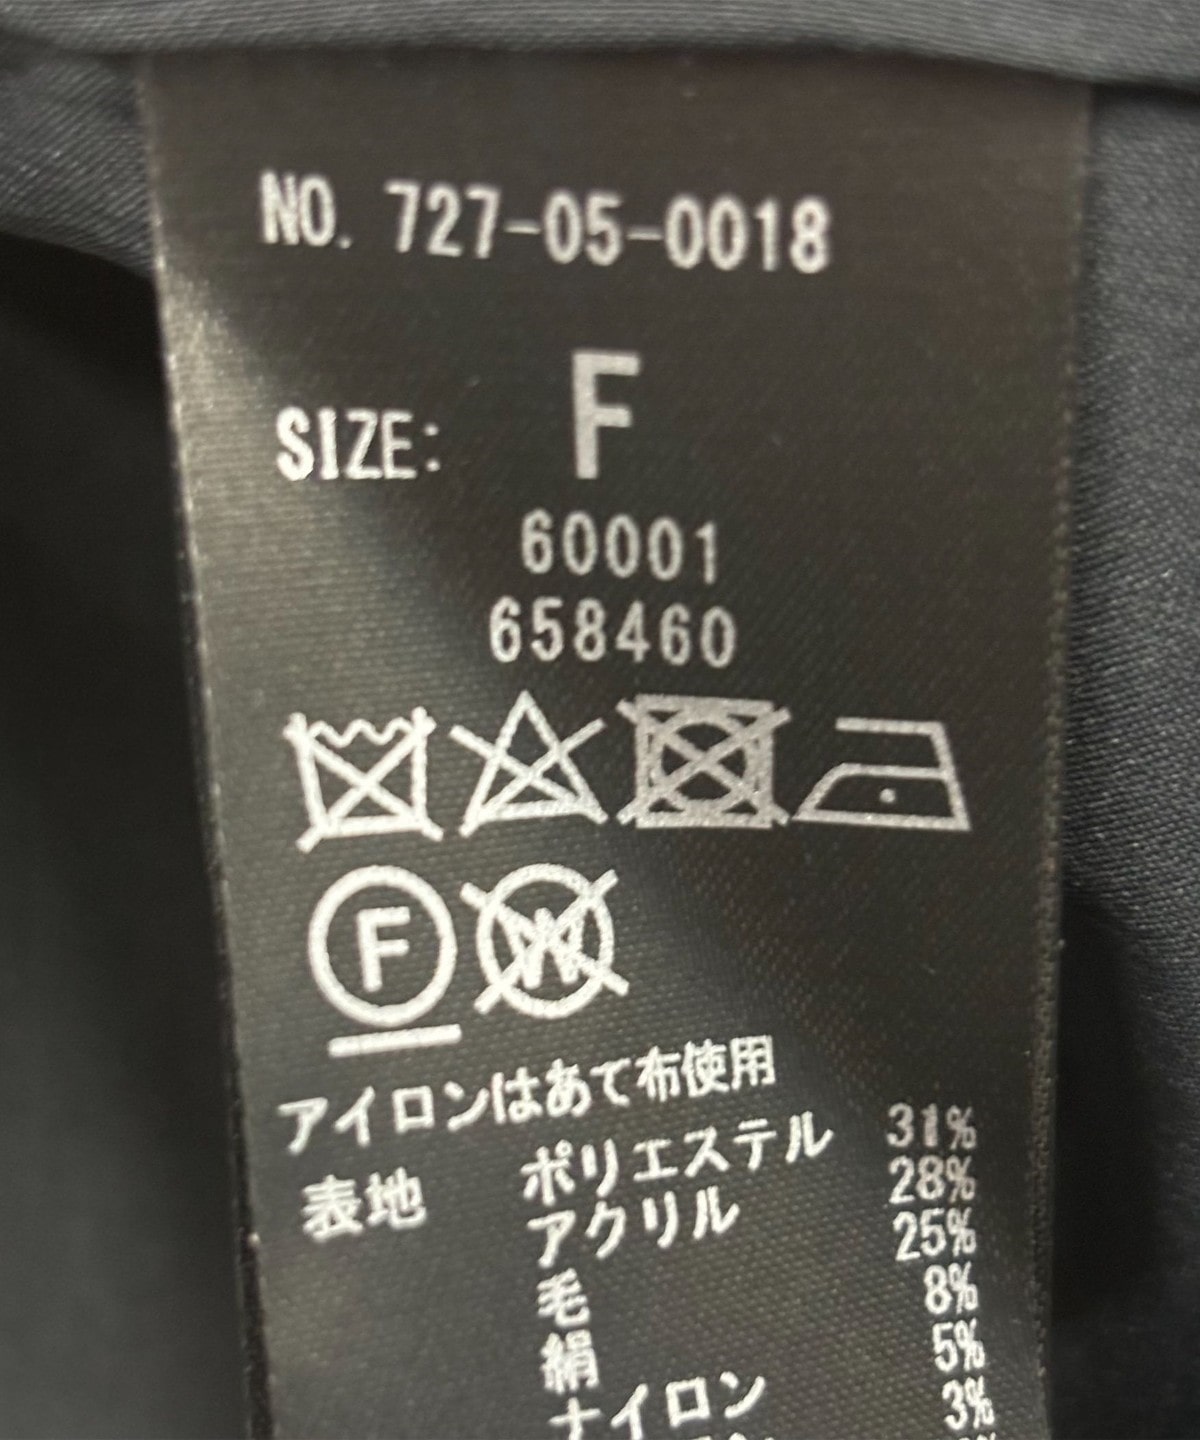 NO. 727-05-0018
SIZE: F
60001
658460
F
W
アイロンはあて布使用
表地 ポリエステル 31%
アクリル 28%
毛 25%
絹 8%
ナイロン 5%
3%